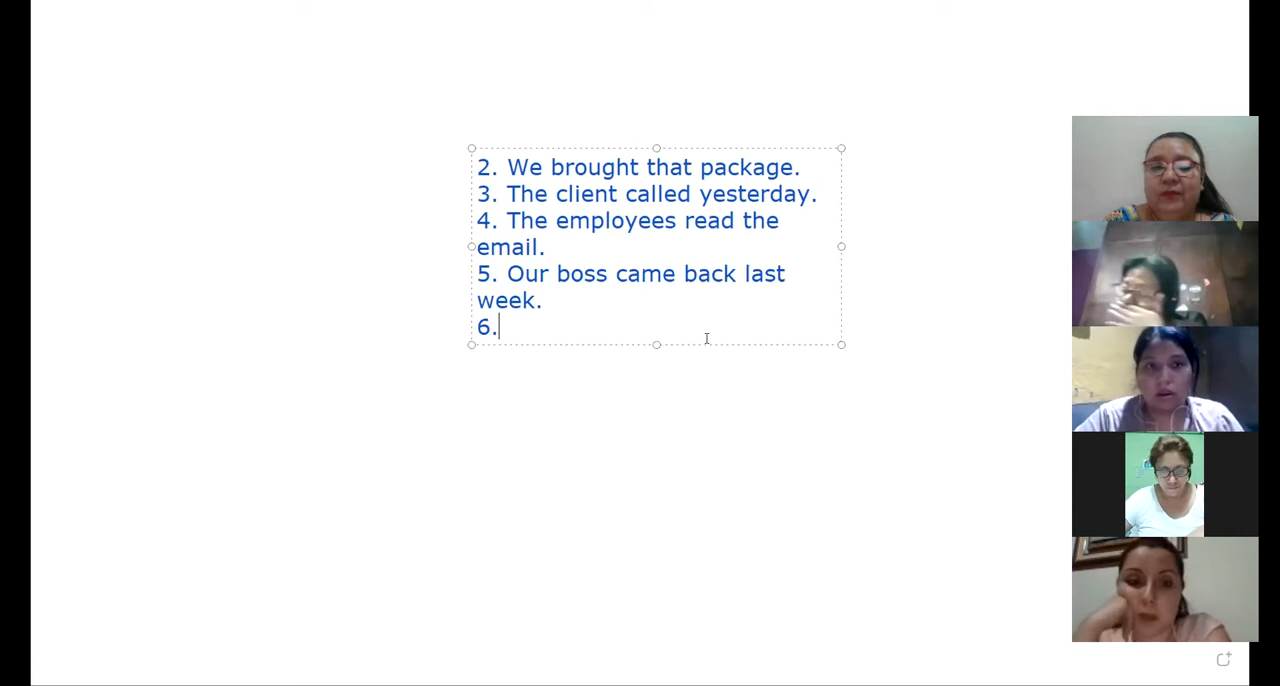 2. We brought that package.
3. The client called yesterday.
4. The employees read the
email.
5. Our boss came back last
week.
6.